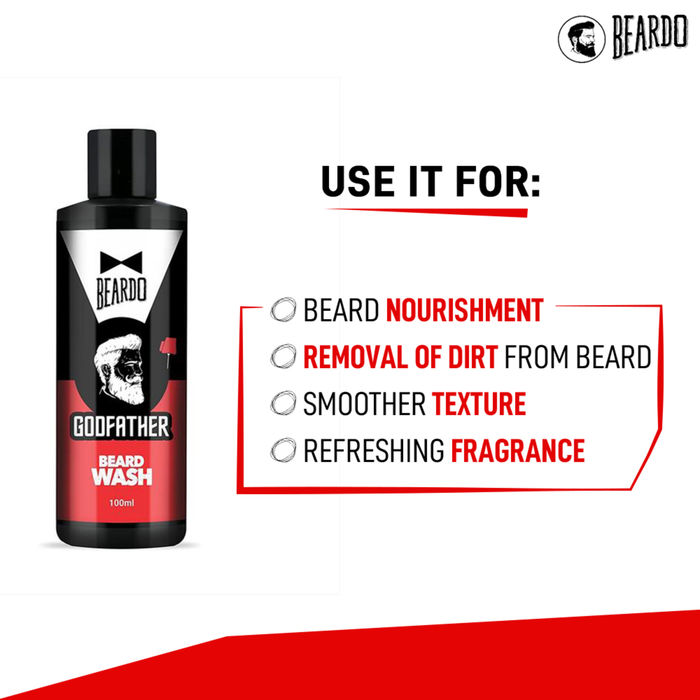 BEARDO
USE IT FOR:
BEARD NOURISHMENT
REMOVAL OF DIRT FROM BEARD
SMOOTHER TEXTURE
REFRESHING FRAGRANCE
BEARDO
GODFATHER
BEARD
WASH
100ml